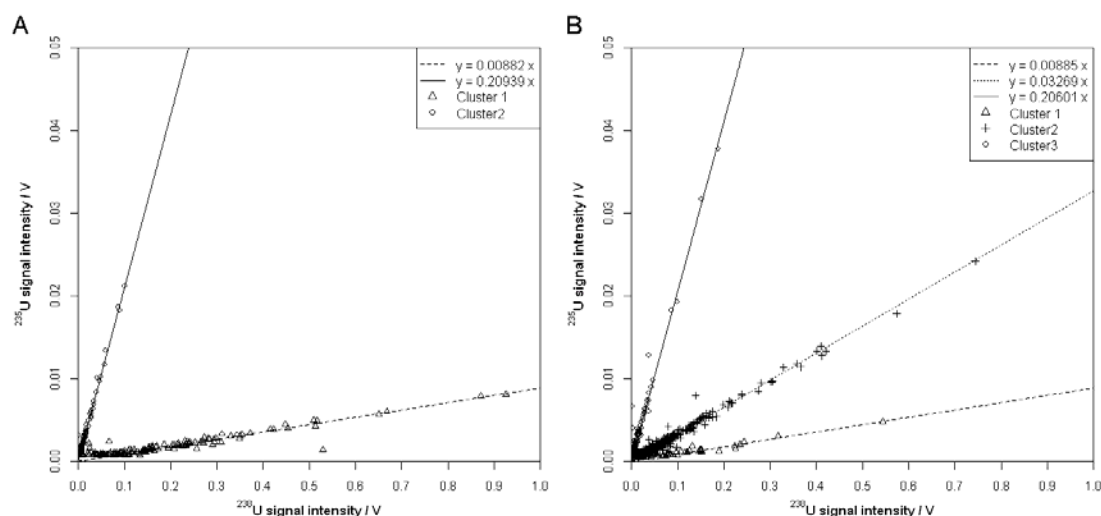 A
B
0.05
0.04
0.03
0.02
0.01
0.00
²³⁵U signal intensity / V
0.0 0.1 0.2 0.3 0.4 0.5 0.6 0.7 0.8 0.9 1.0
²³⁸U signal intensity / V
y = 0.00882 x
y = 0.20939 x
Cluster 1
Cluster2
0.05
0.04
0.03
0.02
0.01
0.00
²³⁵U signal intensity / V
0.0 0.1 0.2 0.3 0.4 0.5 0.6 0.7 0.8 0.9 1.0
²³⁸U signal intensity / V
y = 0.00885 x
y = 0.03269 x
y = 0.20601 x
Cluster 1
Cluster2
Cluster3